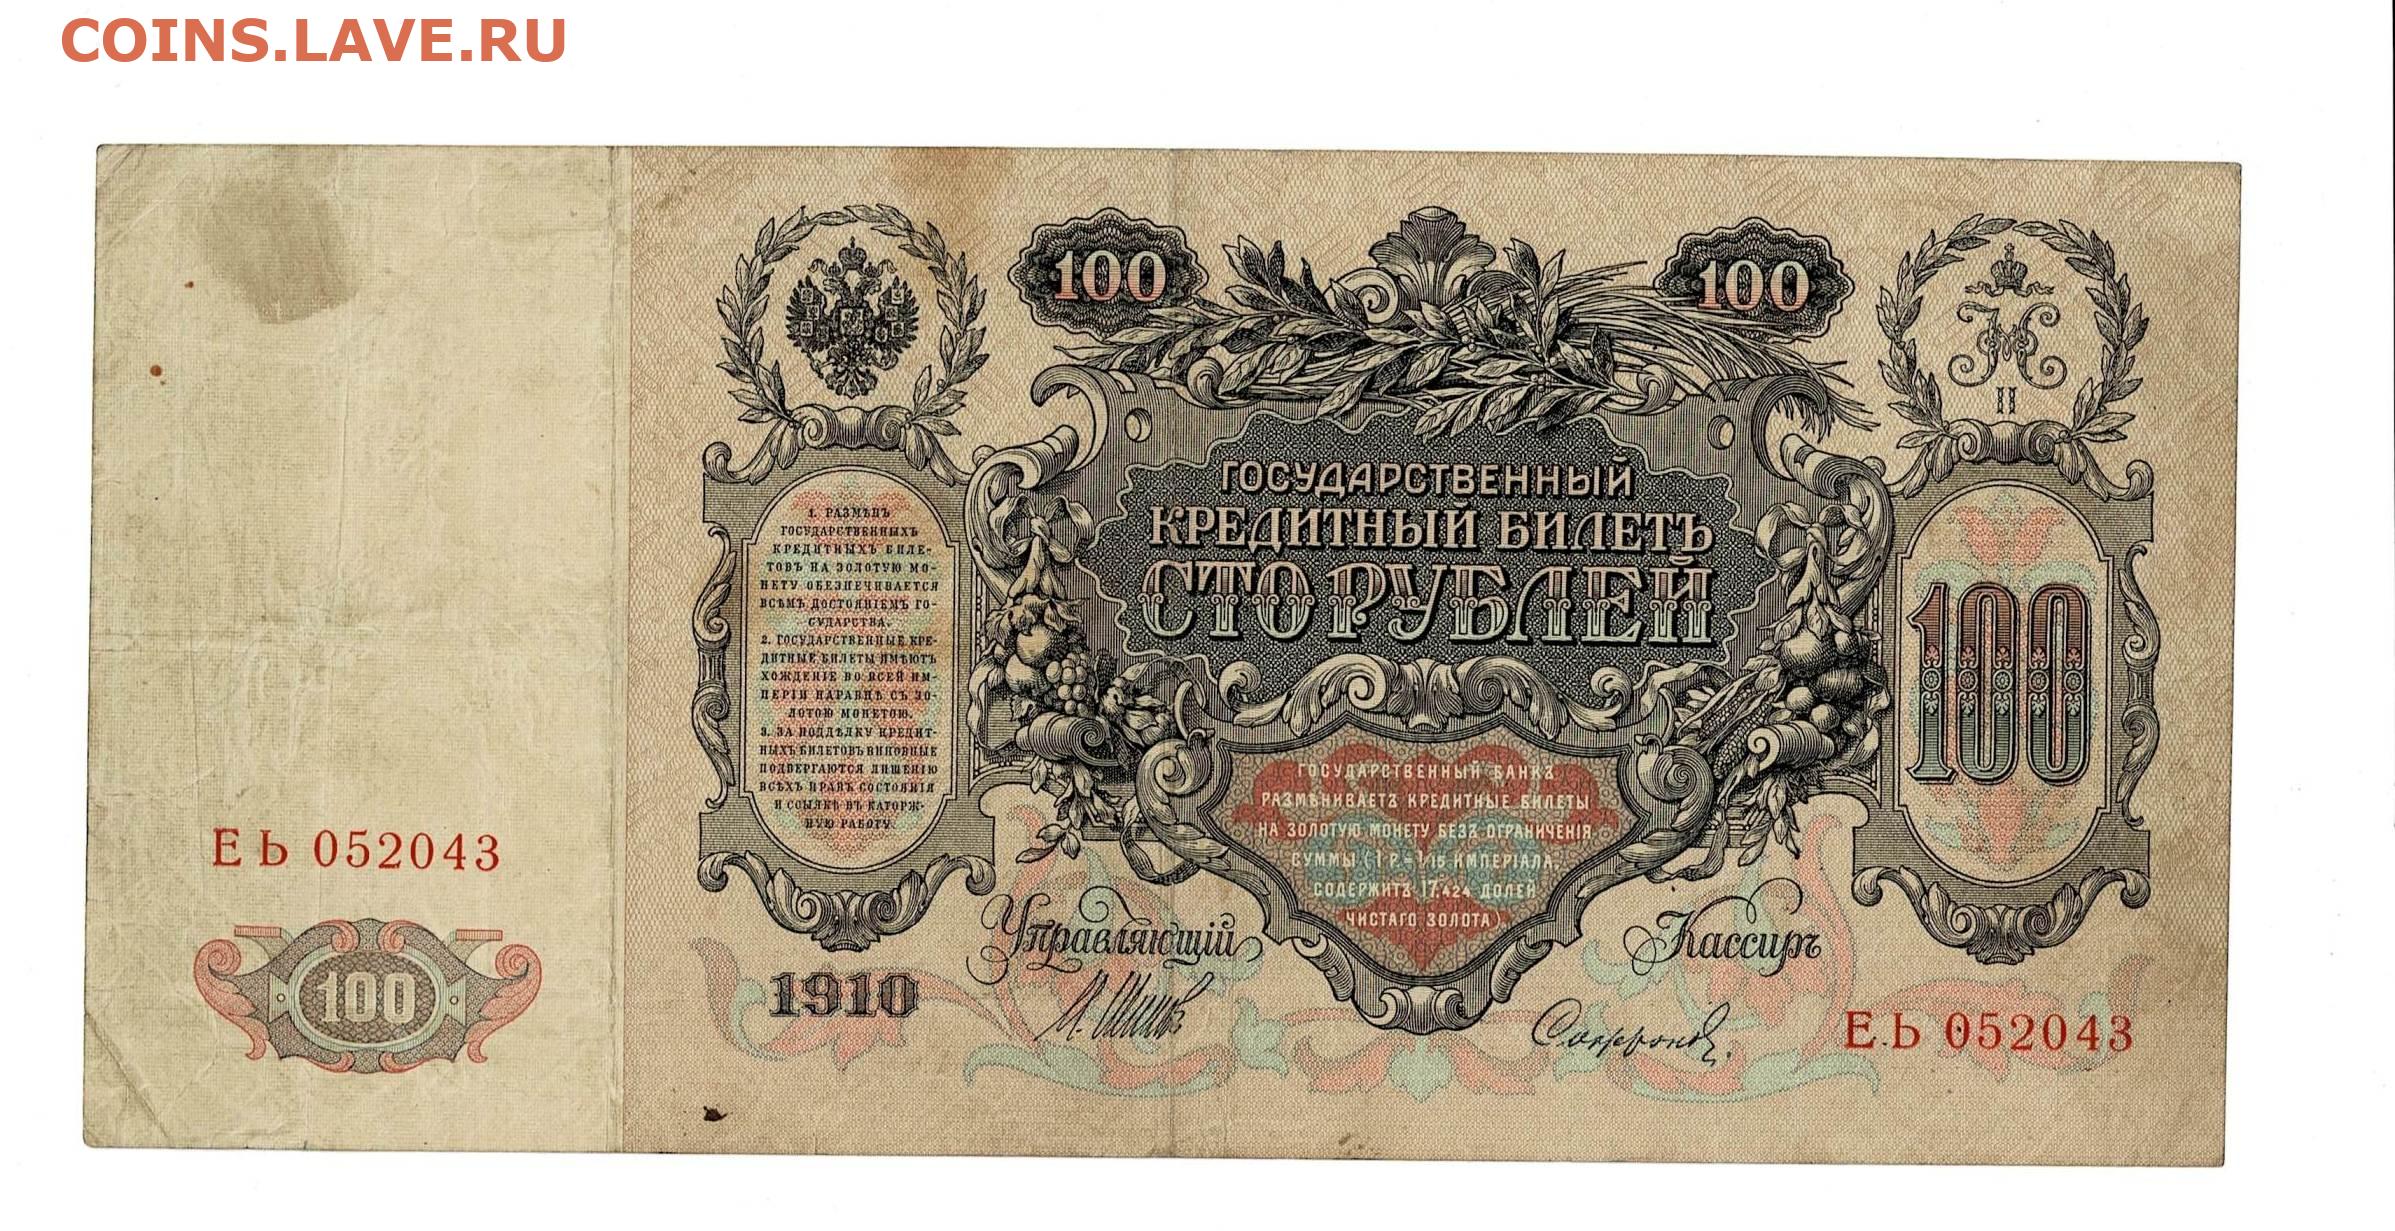 COINS.LAVE.RU
100
100
II
ГОСУДАРСТВЕННЫЙ
КРЕДИТНЫЙ БИЛЕТЪ
СТО РУБЛЕЙ
1. РАЗМѢНЪ
ГОСУДАРСТВЕННЫХЪ
КРЕДИТНЫХЪ БИЛЕ-
ТОВЪ НА ЗОЛОТУЮ МО-
НЕТУ ОБЕЗПЕЧИВАЕТСЯ
ВСѢМЪ ДОСТОЯНІЕМЪ ГО-
СУДАРСТВА.
2. ГОСУДАРСТВЕННЫЕ КРЕ-
ДИТНЫЕ БИЛЕТЫ ИМѢЮТЪ
ХОЖДЕНІЕ ВО ВСЕЙ ИМ-
ПЕРІИ НАРАВНѢ СЪ ЗО-
ЛОТОЮ МОНЕТОЮ.
3. ЗА ПОДДѢЛКУ КРЕДИТ-
НЫХЪ БИЛЕТОВЪ ВИНОВНЫЕ
ПОДВЕРГАЮТСЯ ЛИШЕНІЮ
ВСѢХЪ ПРАВЪ СОСТОЯНІЯ
И ССЫЛКѢ ВЪ КАТОРЖ-
НУЮ РАБОТУ.
100
ГОСУДАРСТВЕННЫЙ БАНКЪ
РАЗМѢНИВАЕТЪ КРЕДИТНЫЕ БИЛЕТЫ
НА ЗОЛОТУЮ МОНЕТУ БЕЗЪ ОГРАНИЧЕНІЯ
СУММЫ (1 Р.= 1/15 ИМПЕРІАЛА,
СОДЕРЖИТЪ 17,424 ДОЛЕЙ
ЧИСТАГО ЗОЛОТА)
ЕЬ 052043
100
1910
Управляющій
Кассиръ
И. Шипов
Софронов
ЕЬ 052043